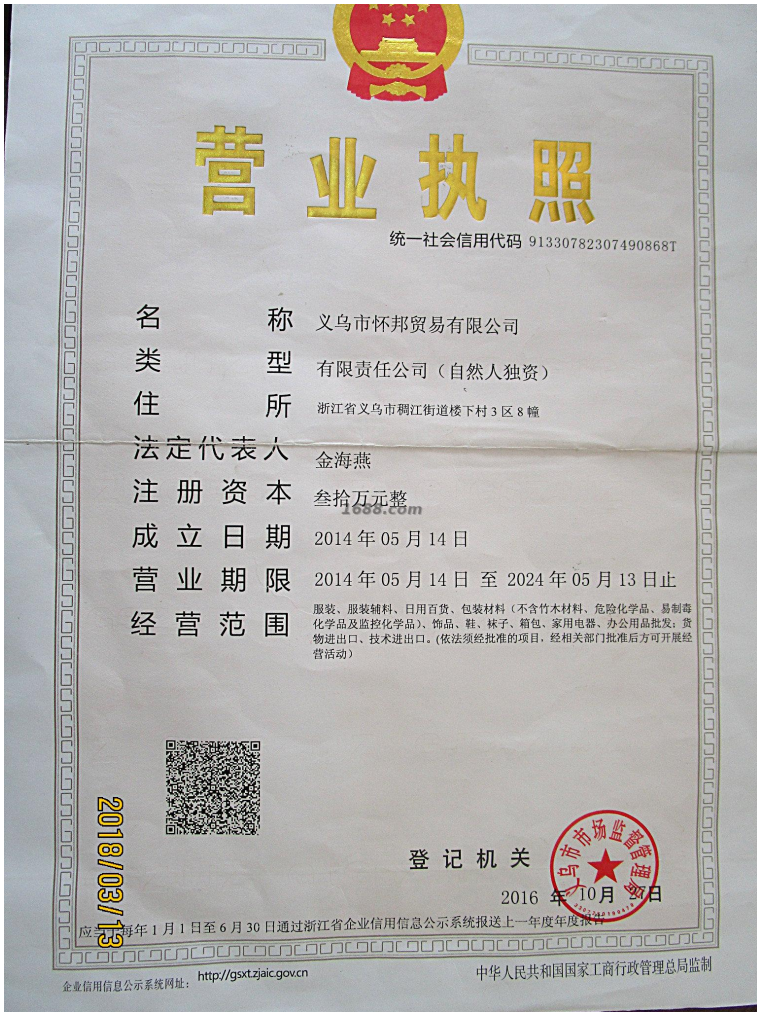 营业执照
统一社会信用代码 91330782307490868T
名称 义乌市怀邦贸易有限公司
类型 有限责任公司（自然人独资）
住所 浙江省义乌市稠江街道楼下村3区8幢
法定代表人 金海燕
注册资本 叁拾万元整
1688.com
成立日期 2014年05月14日
营业期限 2014年05月14日 至 2024年05月13日止
经营范围 服装、服装辅料、日用百货、包装材料（不含竹木材料、危险化学品、易制毒
化学品及监控化学品）、饰品、鞋、袜子、箱包、家用电器、办公用品批发；货
物进出口、技术进出口。(依法须经批准的项目，经相关部门批准后方可开展经
营活动）
2018/03/13
登记机关
义乌市市场监督管理局
2016 年 10月 27日
应当于每年1月1日至6月30日通过浙江省企业信用信息公示系统报送上一年度年度报告
企业信用信息公示系统网址： http://gsxt.zjaic.gov.cn
中华人民共和国国家工商行政管理总局监制